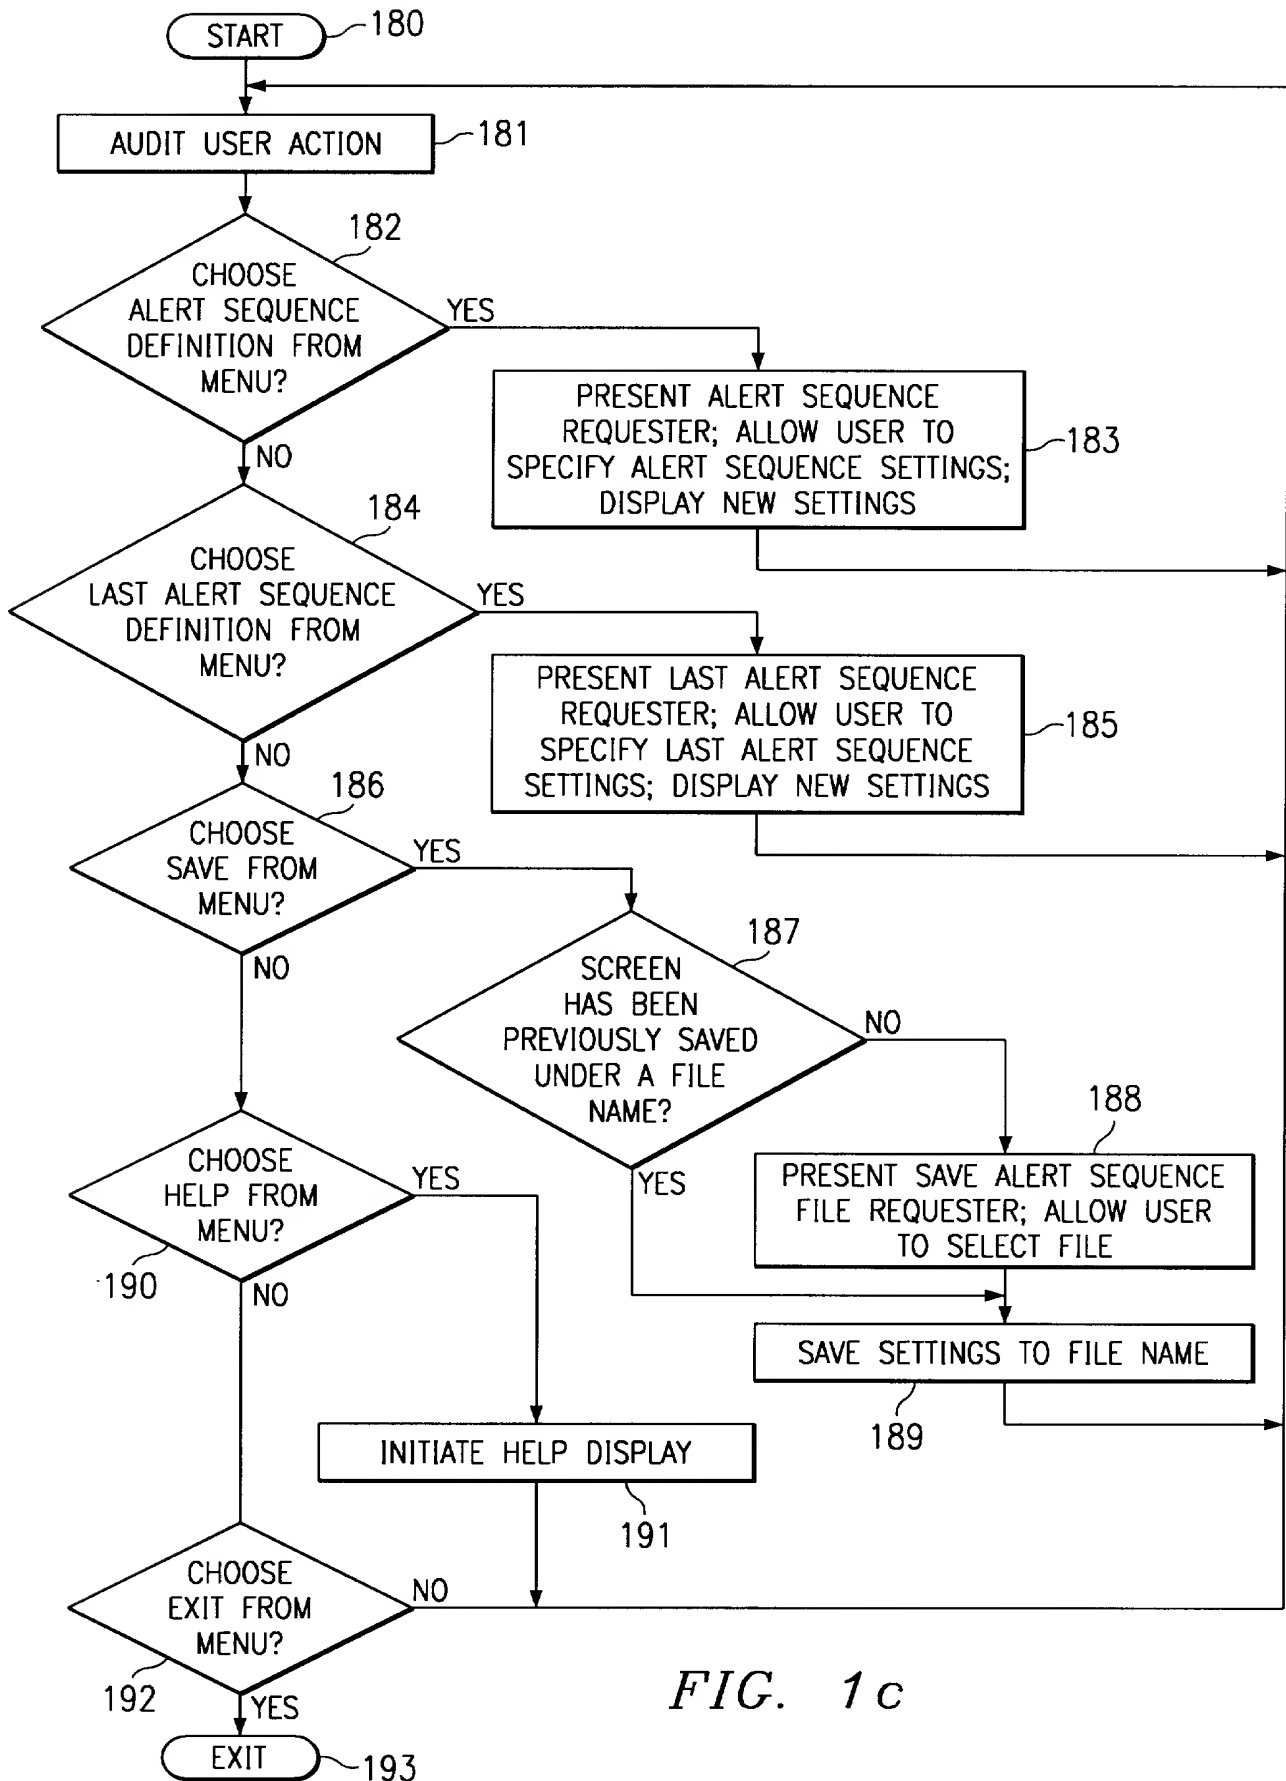 START
180
AUDIT USER ACTION
181
182
CHOOSE
ALERT SEQUENCE
DEFINITION FROM
MENU?
YES
NO
PRESENT ALERT SEQUENCE
REQUESTER; ALLOW USER TO
SPECIFY ALERT SEQUENCE SETTINGS;
DISPLAY NEW SETTINGS
183
184
CHOOSE
LAST ALERT SEQUENCE
DEFINITION FROM
MENU?
YES
NO
PRESENT LAST ALERT SEQUENCE
REQUESTER; ALLOW USER TO
SPECIFY LAST ALERT SEQUENCE
SETTINGS; DISPLAY NEW SETTINGS
185
186
CHOOSE
SAVE FROM
MENU?
YES
NO
187
SCREEN
HAS BEEN
PREVIOUSLY SAVED
UNDER A FILE
NAME?
NO
YES
188
PRESENT SAVE ALERT SEQUENCE
FILE REQUESTER; ALLOW USER
TO SELECT FILE
SAVE SETTINGS TO FILE NAME
189
CHOOSE
HELP FROM
MENU?
YES
190
NO
INITIATE HELP DISPLAY
191
CHOOSE
EXIT FROM
MENU?
NO
192
YES
EXIT
193
FIG. 1c